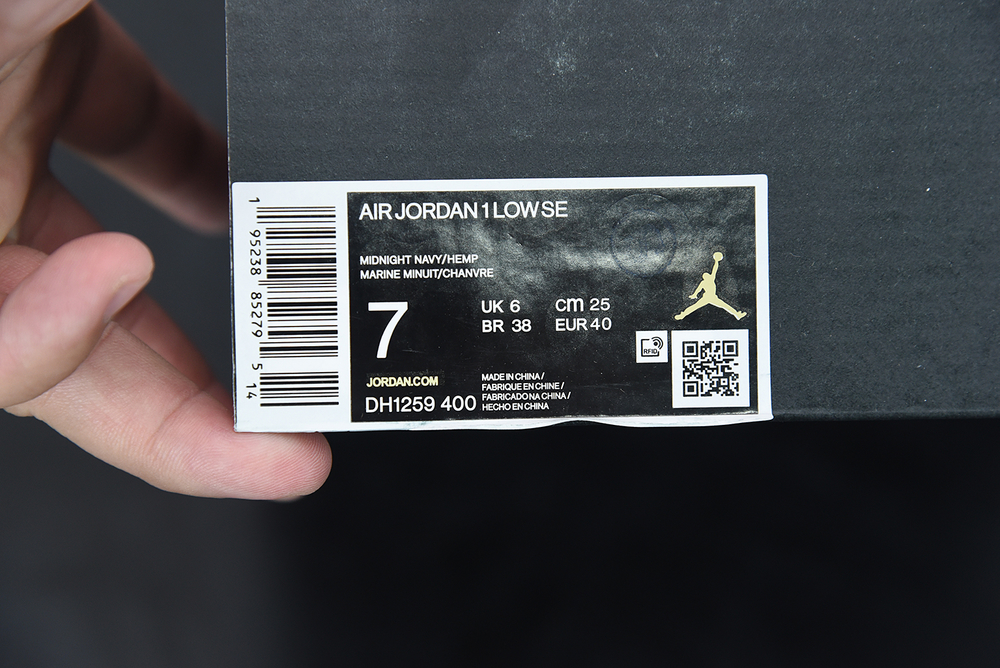 1 95238 85279 5 14
AIR JORDAN 1 LOW SE
MIDNIGHT NAVY/HEMP
MARINE MINUIT/CHANVRE
7
UK 6 cm 25
BR 38 EUR 40
RFID
JORDAN.COM
DH1259 400
MADE IN CHINA /
FABRIQUE EN CHINE /
FABRICADO NA CHINA /
HECHO EN CHINA